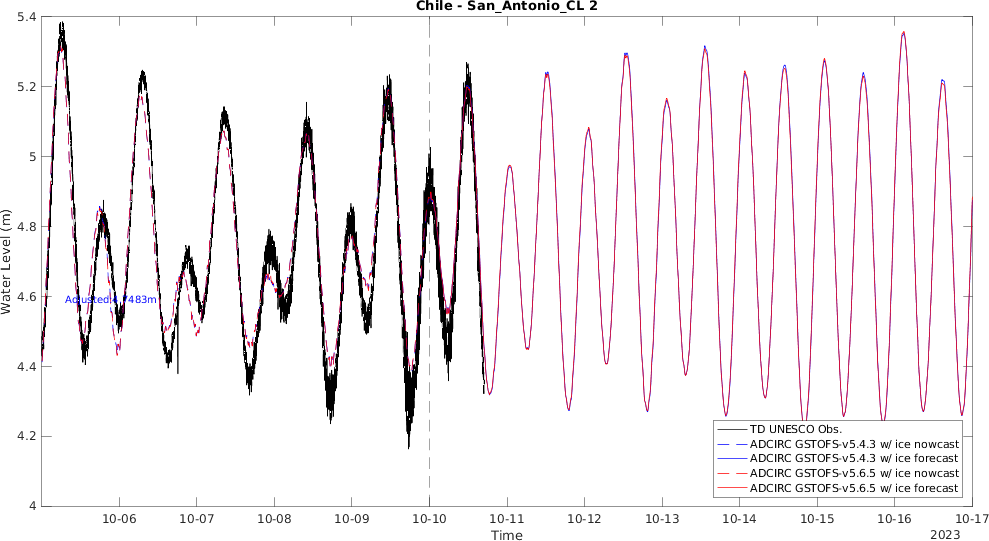 Chile - San_Antonio_CL 2
5.4
5.2
5
4.8
4.6
4.4
4.2
4
Water Level (m)
Adjusted:4.7483m
TD UNESCO Obs.
ADCIRC GSTOFS-v5.4.3 w/ ice nowcast
ADCIRC GSTOFS-v5.4.3 w/ ice forecast
ADCIRC GSTOFS-v5.6.5 w/ ice nowcast
ADCIRC GSTOFS-v5.6.5 w/ ice forecast
10-06 10-07 10-08 10-09 10-10 10-11 10-12 10-13 10-14 10-15 10-16 10-17
Time
2023